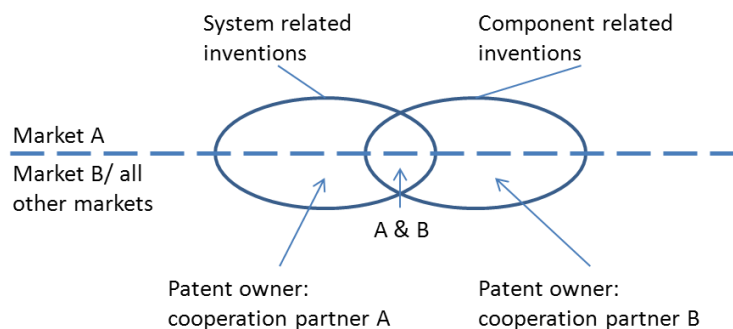 System related
inventions
Component related
inventions
Market A
Market B/ all
other markets
A & B
Patent owner:
cooperation partner A
Patent owner:
cooperation partner B